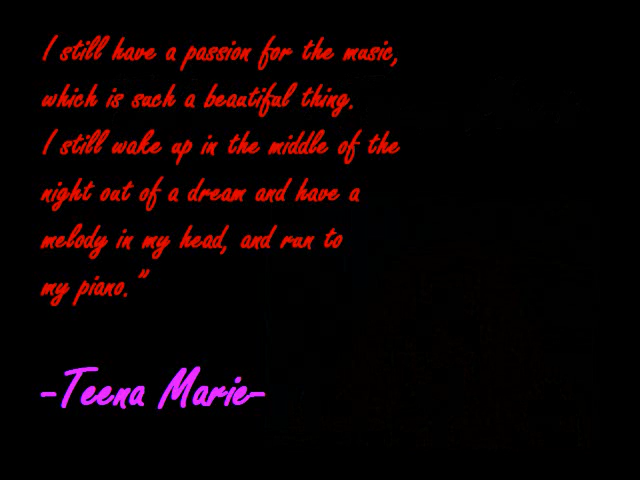 I still have a passion for the music,
which is such a beautiful thing.
I still wake up in the middle of the
night out of a dream and have a
melody in my head, and run to
my piano.”
-Teena Marie-